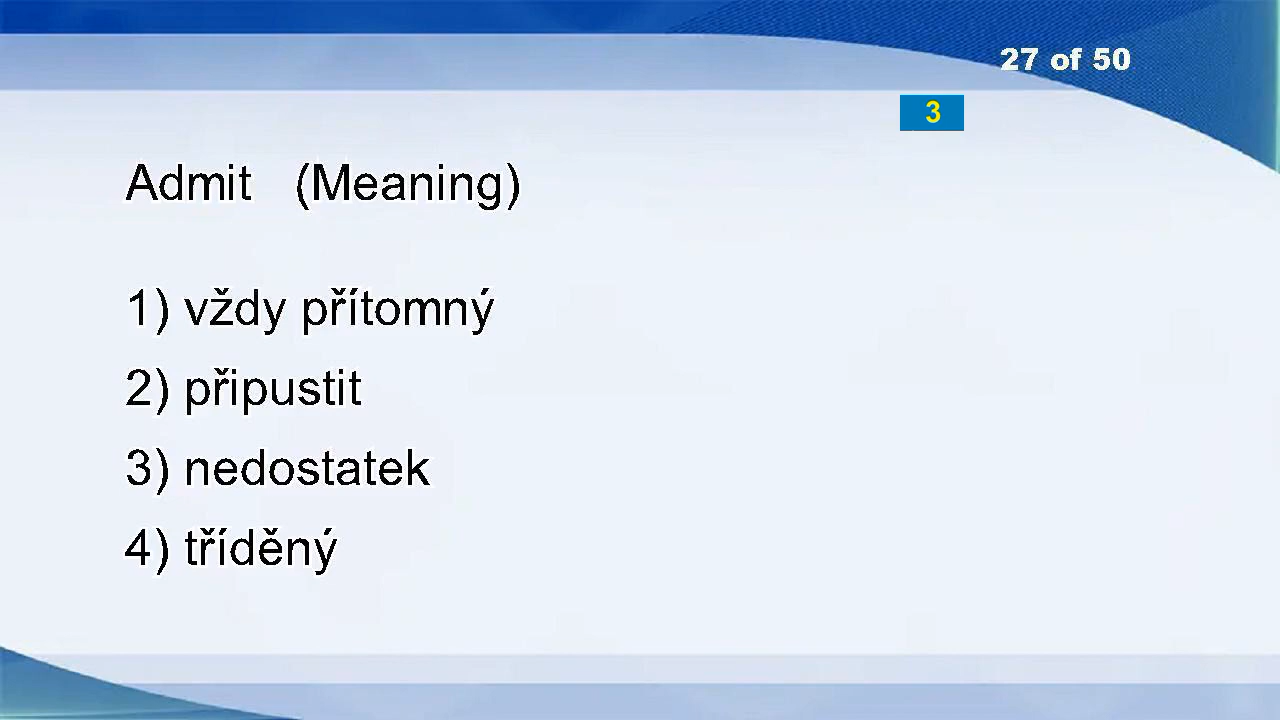 27 of 50
3
Admit (Meaning)
1) vždy přítomný
2) připustit
3) nedostatek
4) tříděný